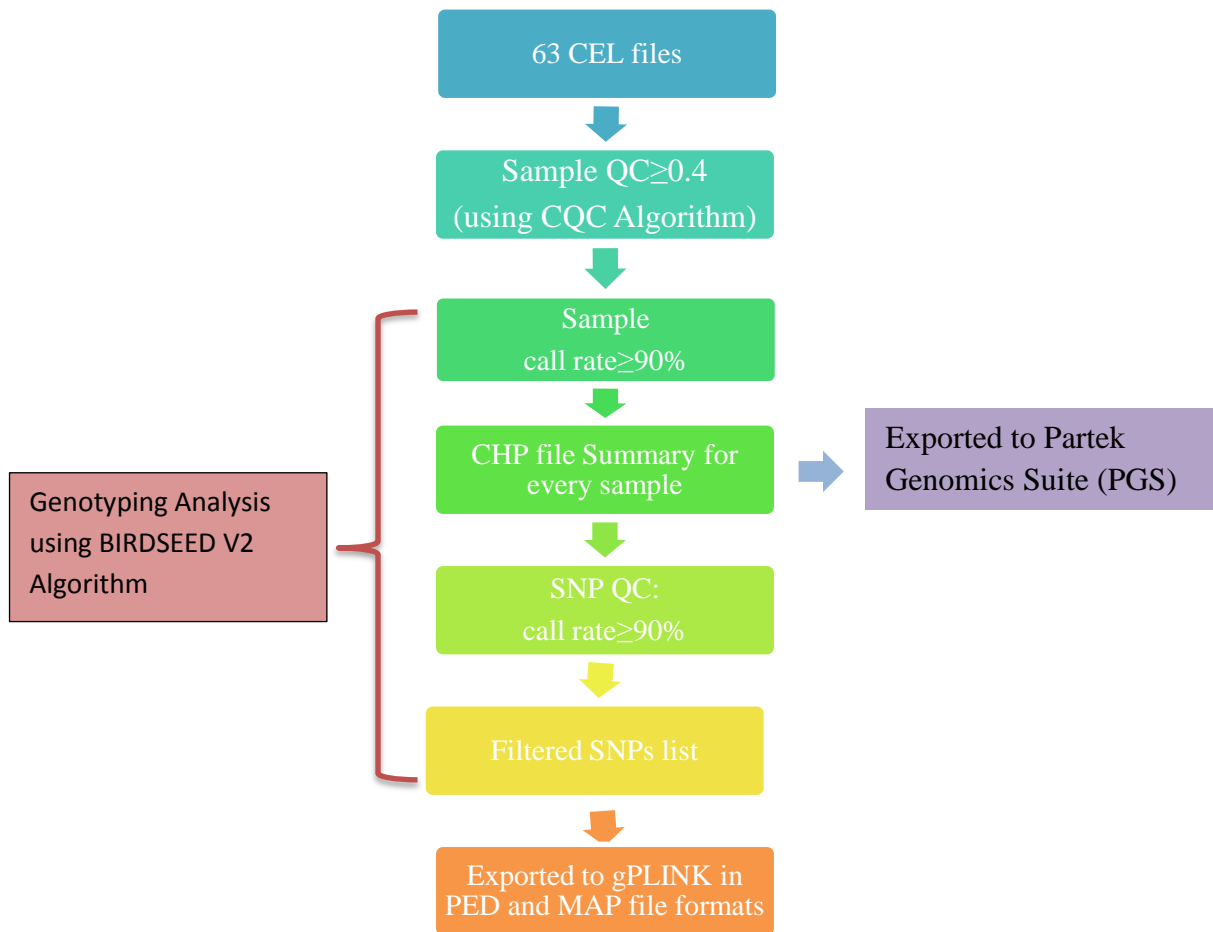 63 CEL files
Sample QC≥0.4
(using CQC Algorithm)
Sample
call rate≥90%
CHP file Summary for
every sample
Exported to Partek
Genomics Suite (PGS)
Genotyping Analysis
using BIRDSEED V2
Algorithm
SNP QC:
call rate≥90%
Filtered SNPs list
Exported to gPLINK in
PED and MAP file formats